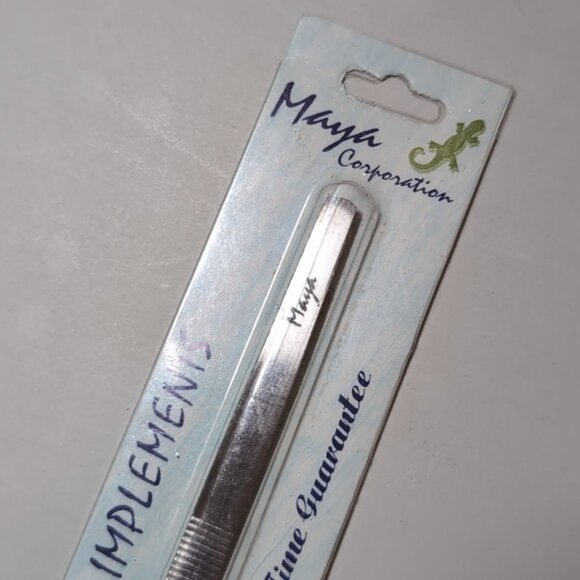 Maya
Corporation
Maya
IMPLEMENTS
Time Guarantee